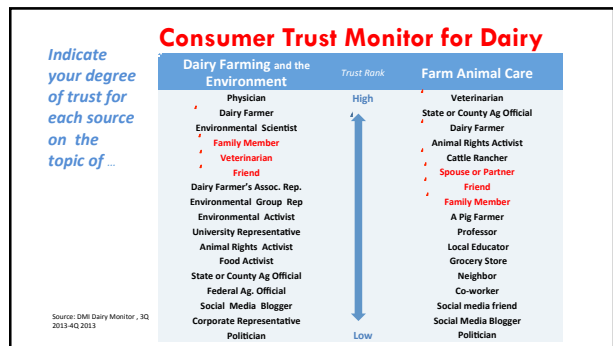 Consumer Trust Monitor for Dairy
Indicate
your degree
of trust for
each source
on the
topic of ...
Dairy Farming and the
Environment
Trust Rank
Farm Animal Care
Physician
High
Veterinarian
Dairy Farmer
State or County Ag Official
Environmental Scientist
Dairy Farmer
Family Member
Animal Rights Activist
Veterinarian
Cattle Rancher
Friend
Spouse or Partner
Dairy Farmer's Assoc. Rep.
Friend
Environmental Group Rep
Family Member
Environmental Activist
A Pig Farmer
University Representative
Professor
Animal Rights Activist
Local Educator
Food Activist
Grocery Store
State or County Ag Official
Neighbor
Federal Ag. Official
Co-worker
Social Media Blogger
Social media friend
Corporate Representative
Social Media Blogger
Politician
Low
Politician
Source: DMI Dairy Monitor , 3Q
2013-4Q 2013